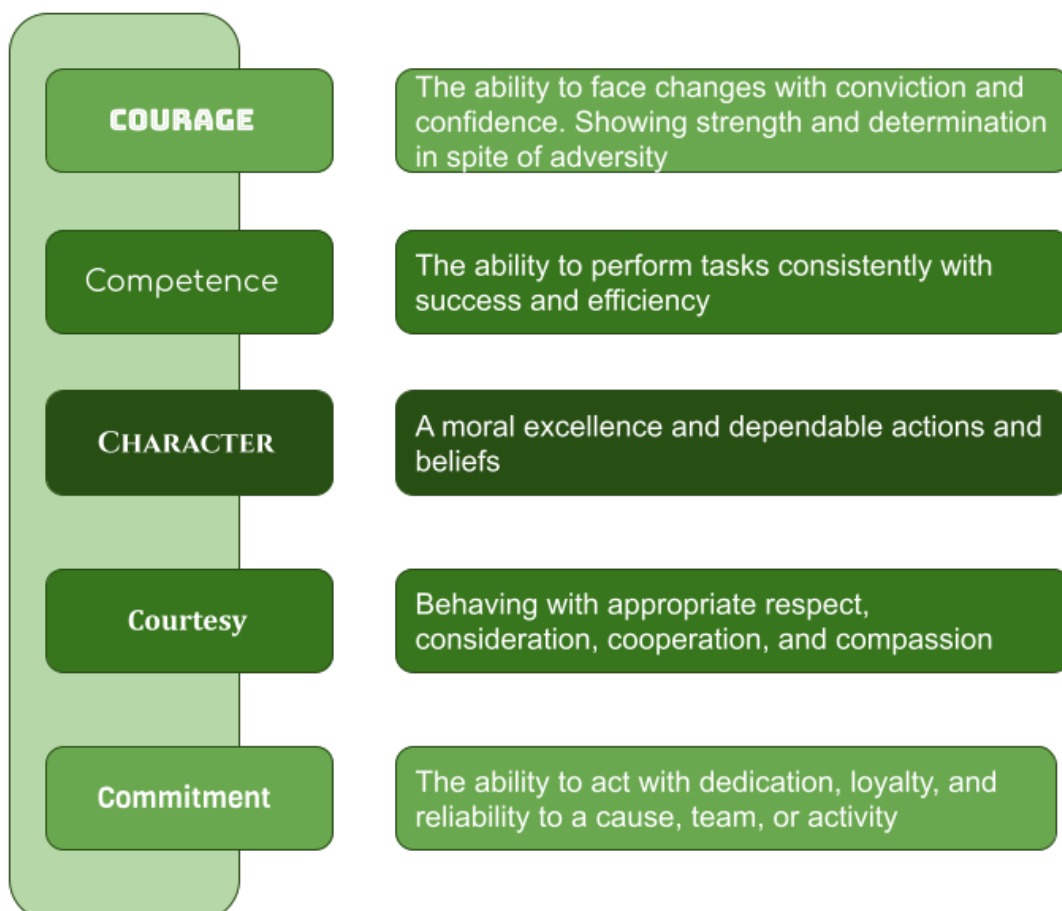 COURAGE
The ability to face changes with conviction and
confidence. Showing strength and determination
in spite of adversity
Competence
The ability to perform tasks consistently with
success and efficiency
CHARACTER
A moral excellence and dependable actions and
beliefs
Courtesy
Behaving with appropriate respect,
consideration, cooperation, and compassion
Commitment
The ability to act with dedication, loyalty, and
reliability to a cause, team, or activity